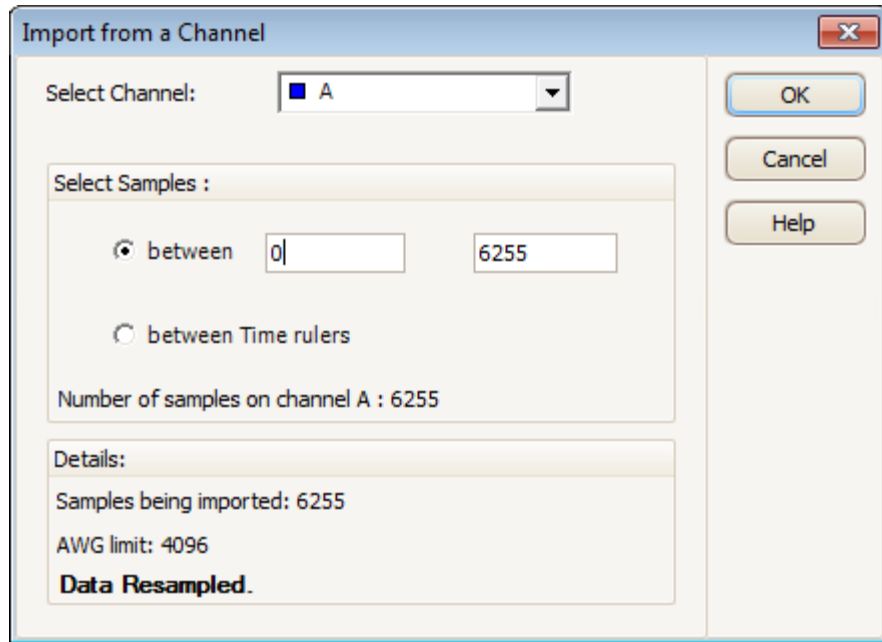 Import from a Channel
Select Channel: A
OK
Cancel
Help
Select Samples :
between 0 6255
between Time rulers
Number of samples on channel A : 6255
Details:
Samples being imported: 6255
AWG limit: 4096
Data Resampled.